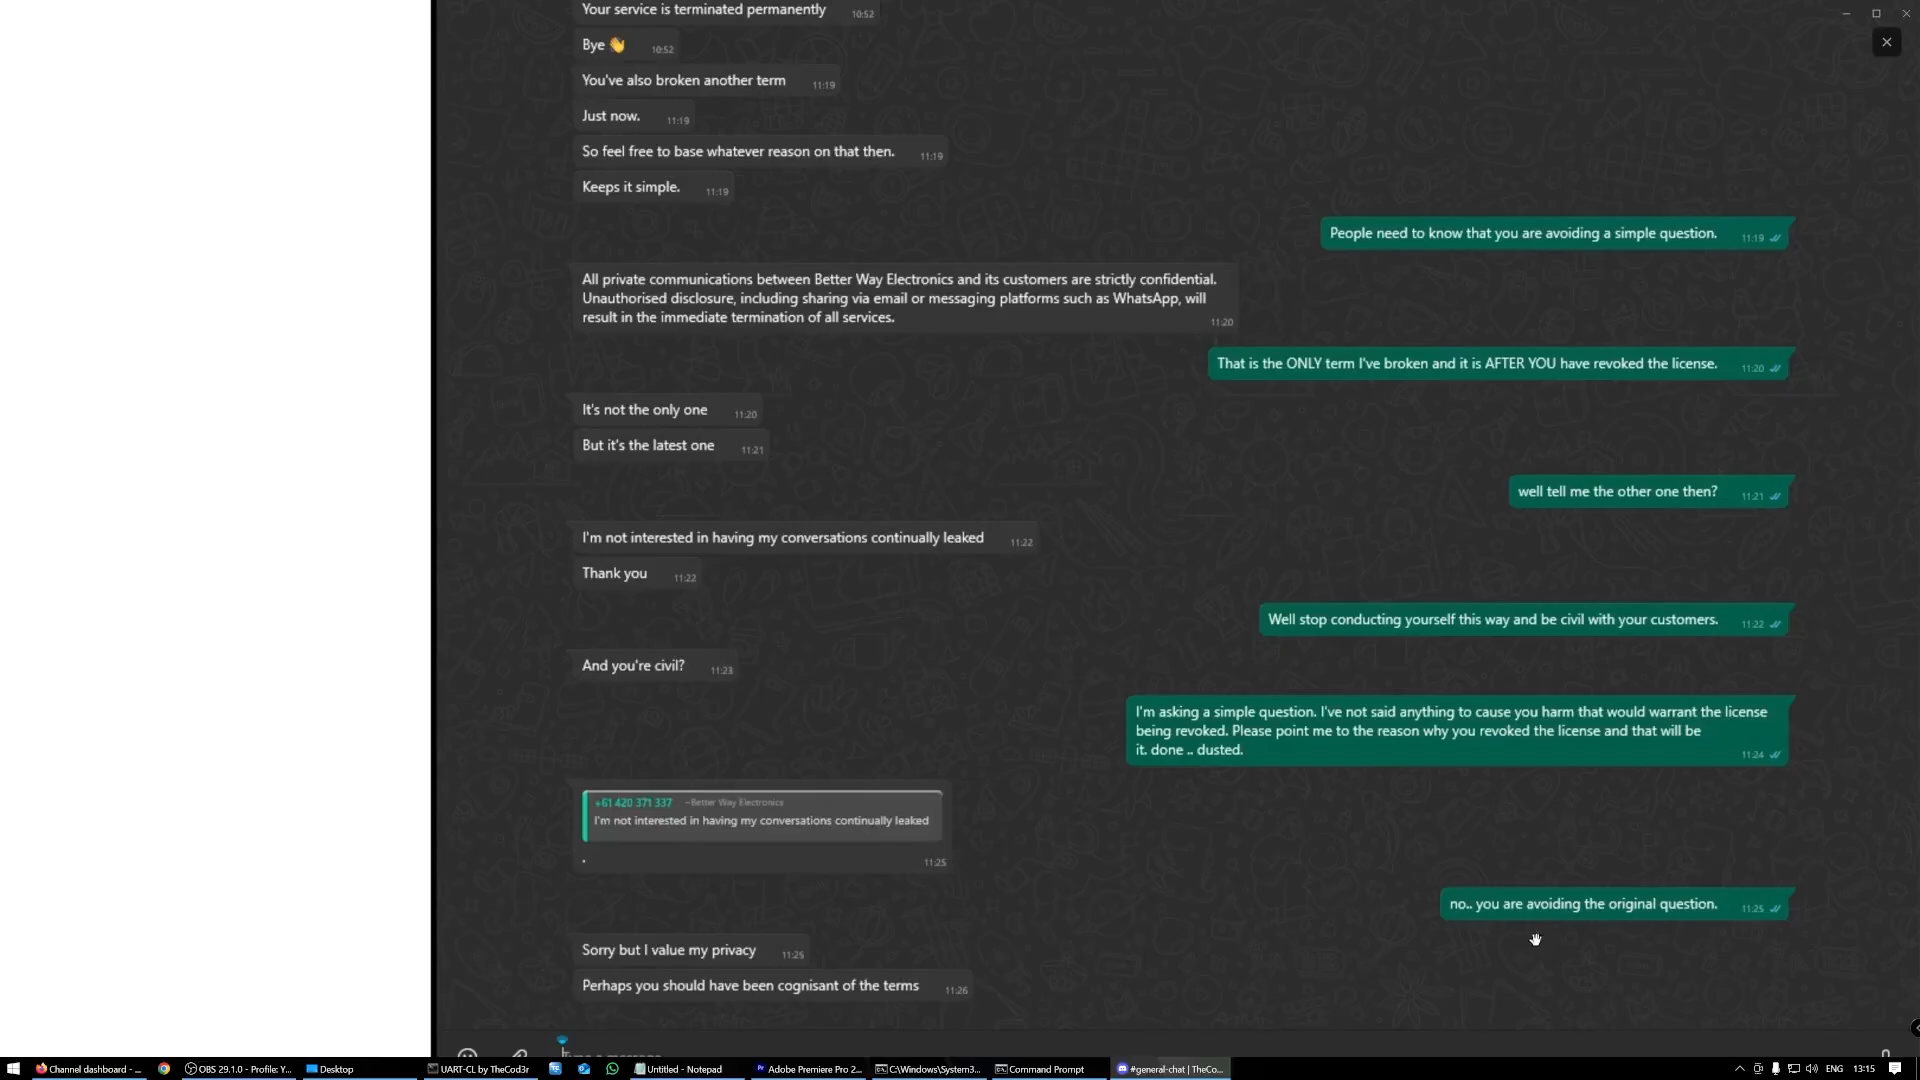 Your service is terminated permanently 10:52
Bye 👋 10:52
You've also broken another term 11:19
Just now. 11:19
So feel free to base whatever reason on that then. 11:19
Keeps it simple. 11:19
People need to know that you are avoiding a simple question. 11:19
All private communications between Better Way Electronics and its customers are strictly confidential.
Unauthorised disclosure, including sharing via email or messaging platforms such as WhatsApp, will
result in the immediate termination of all services. 11:20
That is the ONLY term I've broken and it is AFTER YOU have revoked the license. 11:20
It's not the only one 11:20
But it's the latest one 11:21
well tell me the other one then? 11:21
I'm not interested in having my conversations continually leaked 11:22
Thank you 11:22
Well stop conducting yourself this way and be civil with your customers. 11:22
And you're civil? 11:23
I'm asking a simple question. I've not said anything to cause you harm that would warrant the license
being revoked. Please point me to the reason why you revoked the license and that will be
it. done .. dusted. 11:24
+61 420 371 337 ~Better Way Electronics
I'm not interested in having my conversations continually leaked
. 11:25
no.. you are avoiding the original question. 11:25
Sorry but I value my privacy 11:25
Perhaps you should have been cognisant of the terms 11:26
Channel dashboard - ... OBS 29.1.0 - Profile: Y... Desktop UART-CL by TheCod3r Untitled - Notepad Adobe Premiere Pro 2... C:\Windows\System3... Command Prompt #general-chat | TheCo... ENG 13:15